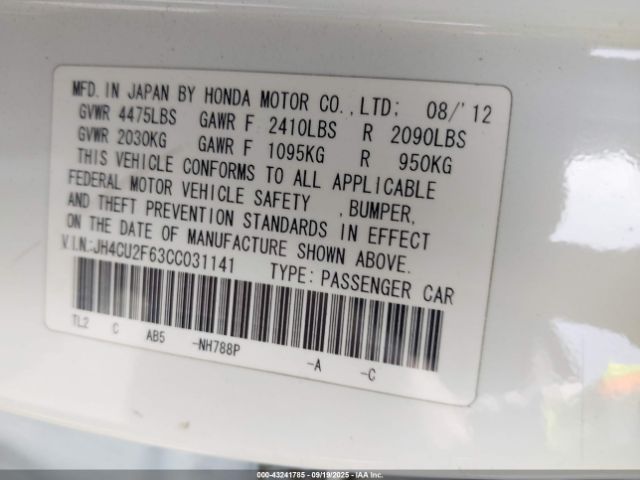 MFD. IN JAPAN BY HONDA MOTOR CO., LTD; 08/'12
GVWR 4475LBS GAWR F 2410LBS R 2090LBS
GVWR 2030KG GAWR F 1095KG R 950KG
THIS VEHICLE CONFORMS TO ALL APPLICABLE
FEDERAL MOTOR VEHICLE SAFETY , BUMPER,
AND THEFT PREVENTION STANDARDS IN EFFECT
ON THE DATE OF MANUFACTURE SHOWN ABOVE.
V.I.N.:JH4CU2F63CC031141 TYPE: PASSENGER CAR
TL2 C AB5 -NH788P -A -C
000-43241785 - 09/19/2025 - IAA Inc. Copyright